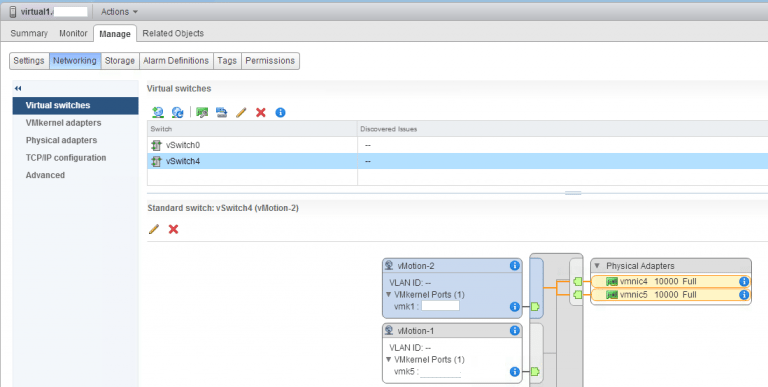 virtual1. Actions
Summary Monitor Manage Related Objects
Settings Networking Storage Alarm Definitions Tags Permissions
Virtual switches
VMkernel adapters
Physical adapters
TCP/IP configuration
Advanced
Virtual switches
Switch Discovered Issues
vSwitch0 --
vSwitch4 --
Standard switch: vSwitch4 (vMotion-2)
vMotion-2
VLAN ID: --
VMkernel Ports (1)
vmk1 :
vMotion-1
VLAN ID: --
VMkernel Ports (1)
vmk5 :
Physical Adapters
vmnic4 10000 Full
vmnic5 10000 Full